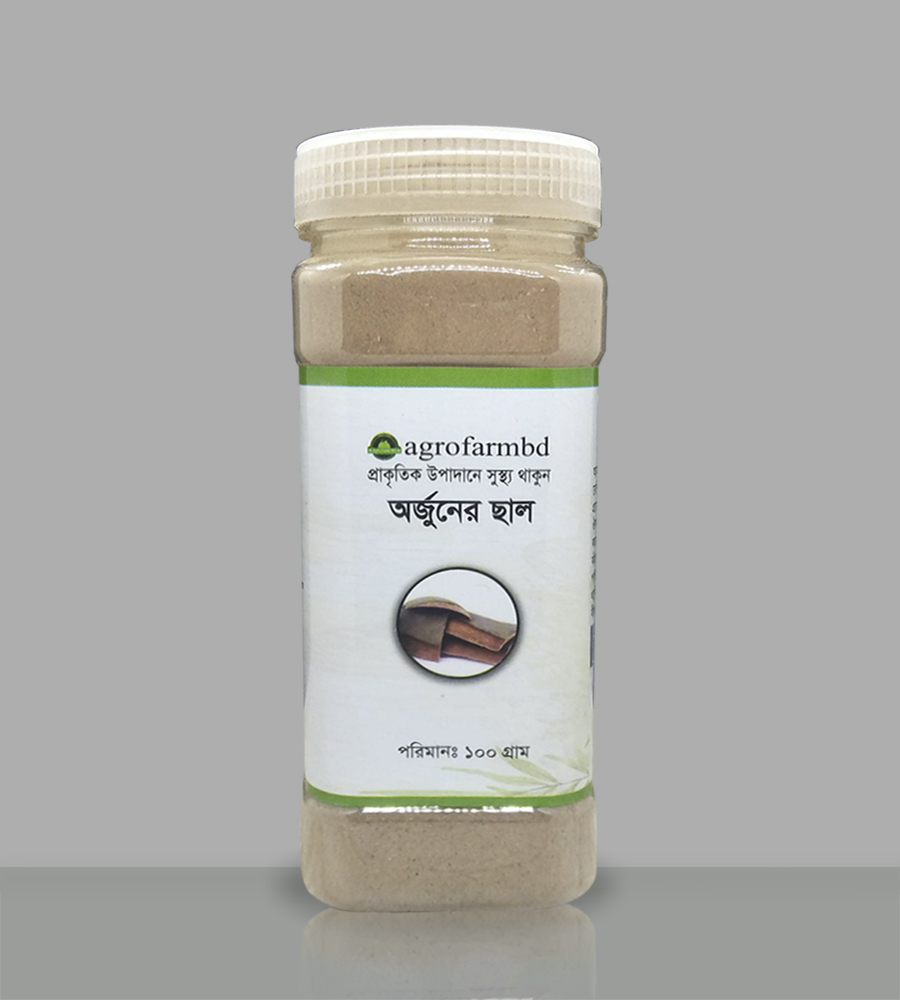 agrofarmbd
প্রাকৃতিক উপাদানে সুস্থ্য থাকুন
অর্জুনের ছাল
পরিমানঃ ১০০ গ্রাম